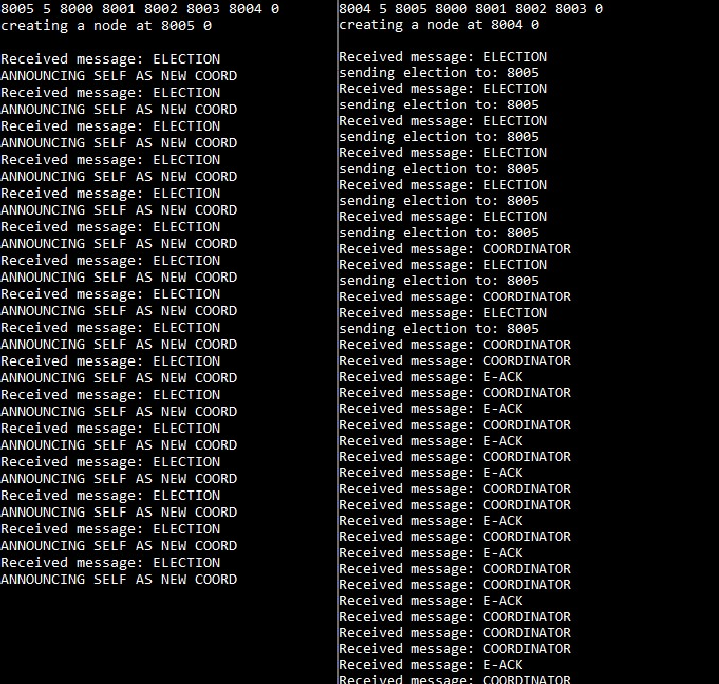 8005 5 8000 8001 8002 8003 8004 0
creating a node at 8005 0
Received message: ELECTION
ANNOUNCING SELF AS NEW COORD
Received message: ELECTION
ANNOUNCING SELF AS NEW COORD
Received message: ELECTION
ANNOUNCING SELF AS NEW COORD
Received message: ELECTION
ANNOUNCING SELF AS NEW COORD
Received message: ELECTION
ANNOUNCING SELF AS NEW COORD
Received message: ELECTION
ANNOUNCING SELF AS NEW COORD
Received message: ELECTION
ANNOUNCING SELF AS NEW COORD
Received message: ELECTION
ANNOUNCING SELF AS NEW COORD
Received message: ELECTION
ANNOUNCING SELF AS NEW COORD
Received message: ELECTION
ANNOUNCING SELF AS NEW COORD
Received message: ELECTION
ANNOUNCING SELF AS NEW COORD
Received message: ELECTION
ANNOUNCING SELF AS NEW COORD
Received message: ELECTION
ANNOUNCING SELF AS NEW COORD
Received message: ELECTION
ANNOUNCING SELF AS NEW COORD
Received message: ELECTION
ANNOUNCING SELF AS NEW COORD
Received message: ELECTION
ANNOUNCING SELF AS NEW COORD
8004 5 8005 8000 8001 8002 8003 0
creating a node at 8004 0
Received message: ELECTION
sending election to: 8005
Received message: ELECTION
sending election to: 8005
Received message: ELECTION
sending election to: 8005
Received message: ELECTION
sending election to: 8005
Received message: ELECTION
sending election to: 8005
Received message: ELECTION
sending election to: 8005
Received message: COORDINATOR
Received message: ELECTION
sending election to: 8005
Received message: COORDINATOR
Received message: ELECTION
sending election to: 8005
Received message: COORDINATOR
Received message: COORDINATOR
Received message: E-ACK
Received message: COORDINATOR
Received message: E-ACK
Received message: COORDINATOR
Received message: E-ACK
Received message: COORDINATOR
Received message: E-ACK
Received message: COORDINATOR
Received message: COORDINATOR
Received message: E-ACK
Received message: COORDINATOR
Received message: E-ACK
Received message: COORDINATOR
Received message: COORDINATOR
Received message: E-ACK
Received message: COORDINATOR
Received message: COORDINATOR
Received message: COORDINATOR
Received message: E-ACK
Received message: COORDINATOR